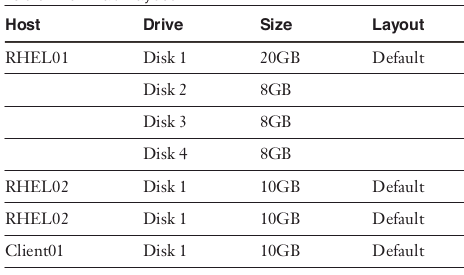 Host Drive Size Layout
RHEL01 Disk 1 20GB Default
Disk 2 8GB
Disk 3 8GB
Disk 4 8GB
RHEL02 Disk 1 10GB Default
RHEL02 Disk 1 10GB Default
Client01 Disk 1 10GB Default